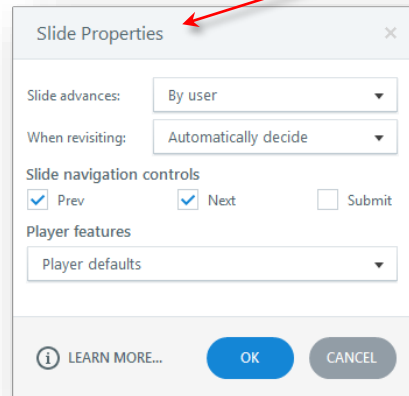 Slide Properties
Slide advances: By user
When revisiting: Automatically decide
Slide navigation controls
Prev Next Submit
Player features
Player defaults
LEARN MORE... OK CANCEL